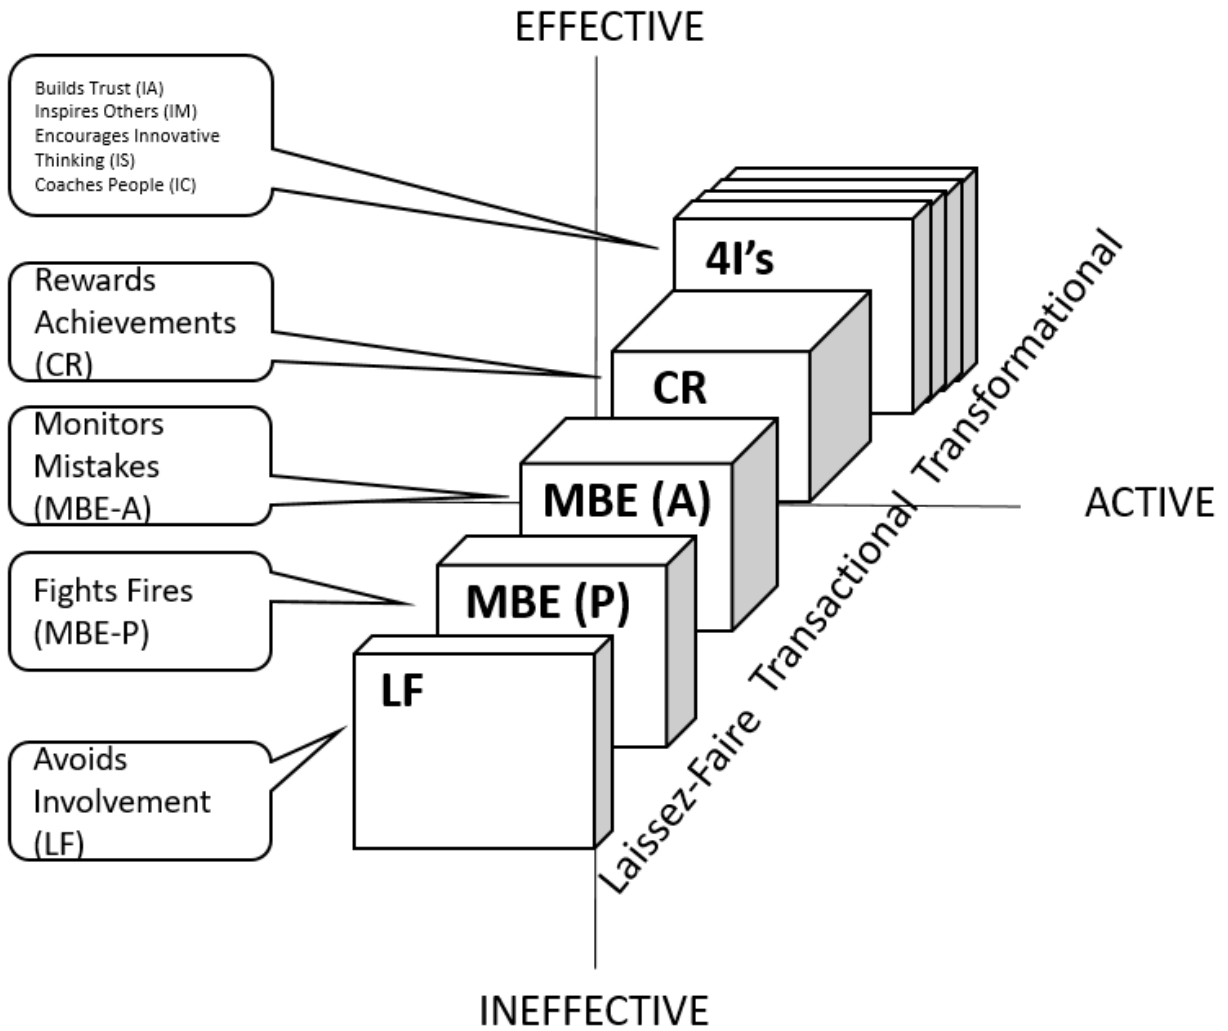 EFFECTIVE
Builds Trust (IA)
Inspires Others (IM)
Encourages Innovative
Thinking (IS)
Coaches People (IC)
4I's
Rewards
Achievements
(CR)
CR
Monitors
Mistakes
(MBE-A)
MBE (A)
ACTIVE
Fights Fires
(MBE-P)
MBE (P)
LF
Avoids
Involvement
(LF)
Laissez-Faire Transactional Transformational
INEFFECTIVE